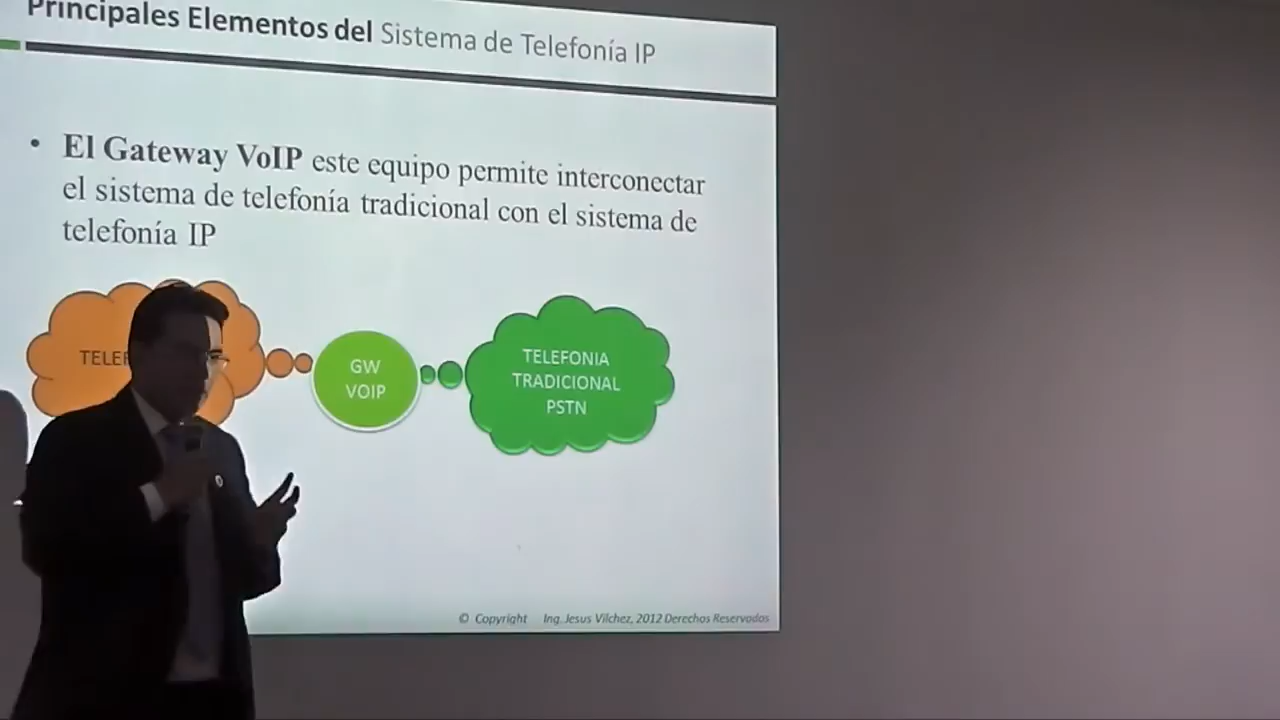 Principales Elementos del Sistema de Telefonía IP
• El Gateway VoIP este equipo permite interconectar
el sistema de telefonía tradicional con el sistema de
telefonía IP
GW
VOIP
TELEFONIA
TRADICIONAL
PSTN
© Copyright Ing. Jesus Vilchez, 2012 Derechos Reservados